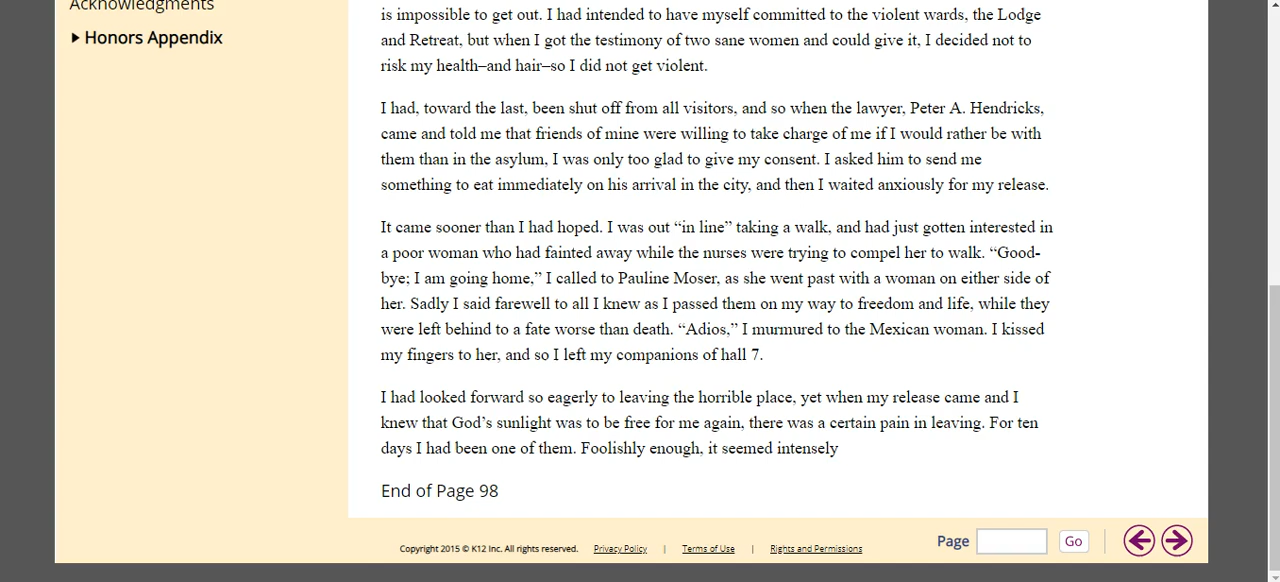 Acknowledgments
Honors Appendix
is impossible to get out. I had intended to have myself committed to the violent wards, the Lodge
and Retreat, but when I got the testimony of two sane women and could give it, I decided not to
risk my health–and hair–so I did not get violent.
I had, toward the last, been shut off from all visitors, and so when the lawyer, Peter A. Hendricks,
came and told me that friends of mine were willing to take charge of me if I would rather be with
them than in the asylum, I was only too glad to give my consent. I asked him to send me
something to eat immediately on his arrival in the city, and then I waited anxiously for my release.
It came sooner than I had hoped. I was out “in line” taking a walk, and had just gotten interested in
a poor woman who had fainted away while the nurses were trying to compel her to walk. “Good-
bye; I am going home,” I called to Pauline Moser, as she went past with a woman on either side of
her. Sadly I said farewell to all I knew as I passed them on my way to freedom and life, while they
were left behind to a fate worse than death. “Adios,” I murmured to the Mexican woman. I kissed
my fingers to her, and so I left my companions of hall 7.
I had looked forward so eagerly to leaving the horrible place, yet when my release came and I
knew that God’s sunlight was to be free for me again, there was a certain pain in leaving. For ten
days I had been one of them. Foolishly enough, it seemed intensely
End of Page 98
Copyright 2015 © K12 Inc. All rights reserved. Privacy Policy | Terms of Use | Rights and Permissions
Page Go